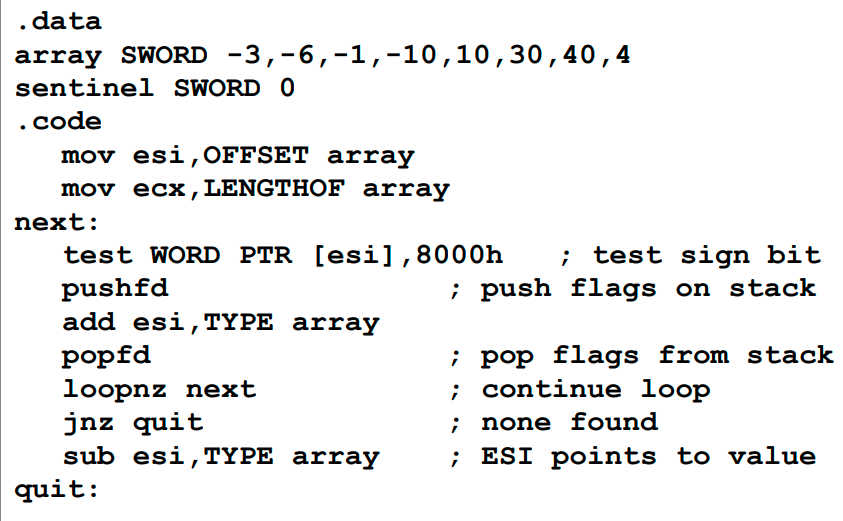 .data
array SWORD -3,-6,-1,-10,10,30,40,4
sentinel SWORD 0
.code
mov esi,OFFSET array
mov ecx,LENGTHOF array
next:
test WORD PTR [esi],8000h ; test sign bit
pushfd ; push flags on stack
add esi,TYPE array
popfd ; pop flags from stack
loopnz next ; continue loop
jnz quit ; none found
sub esi,TYPE array ; ESI points to value
quit: